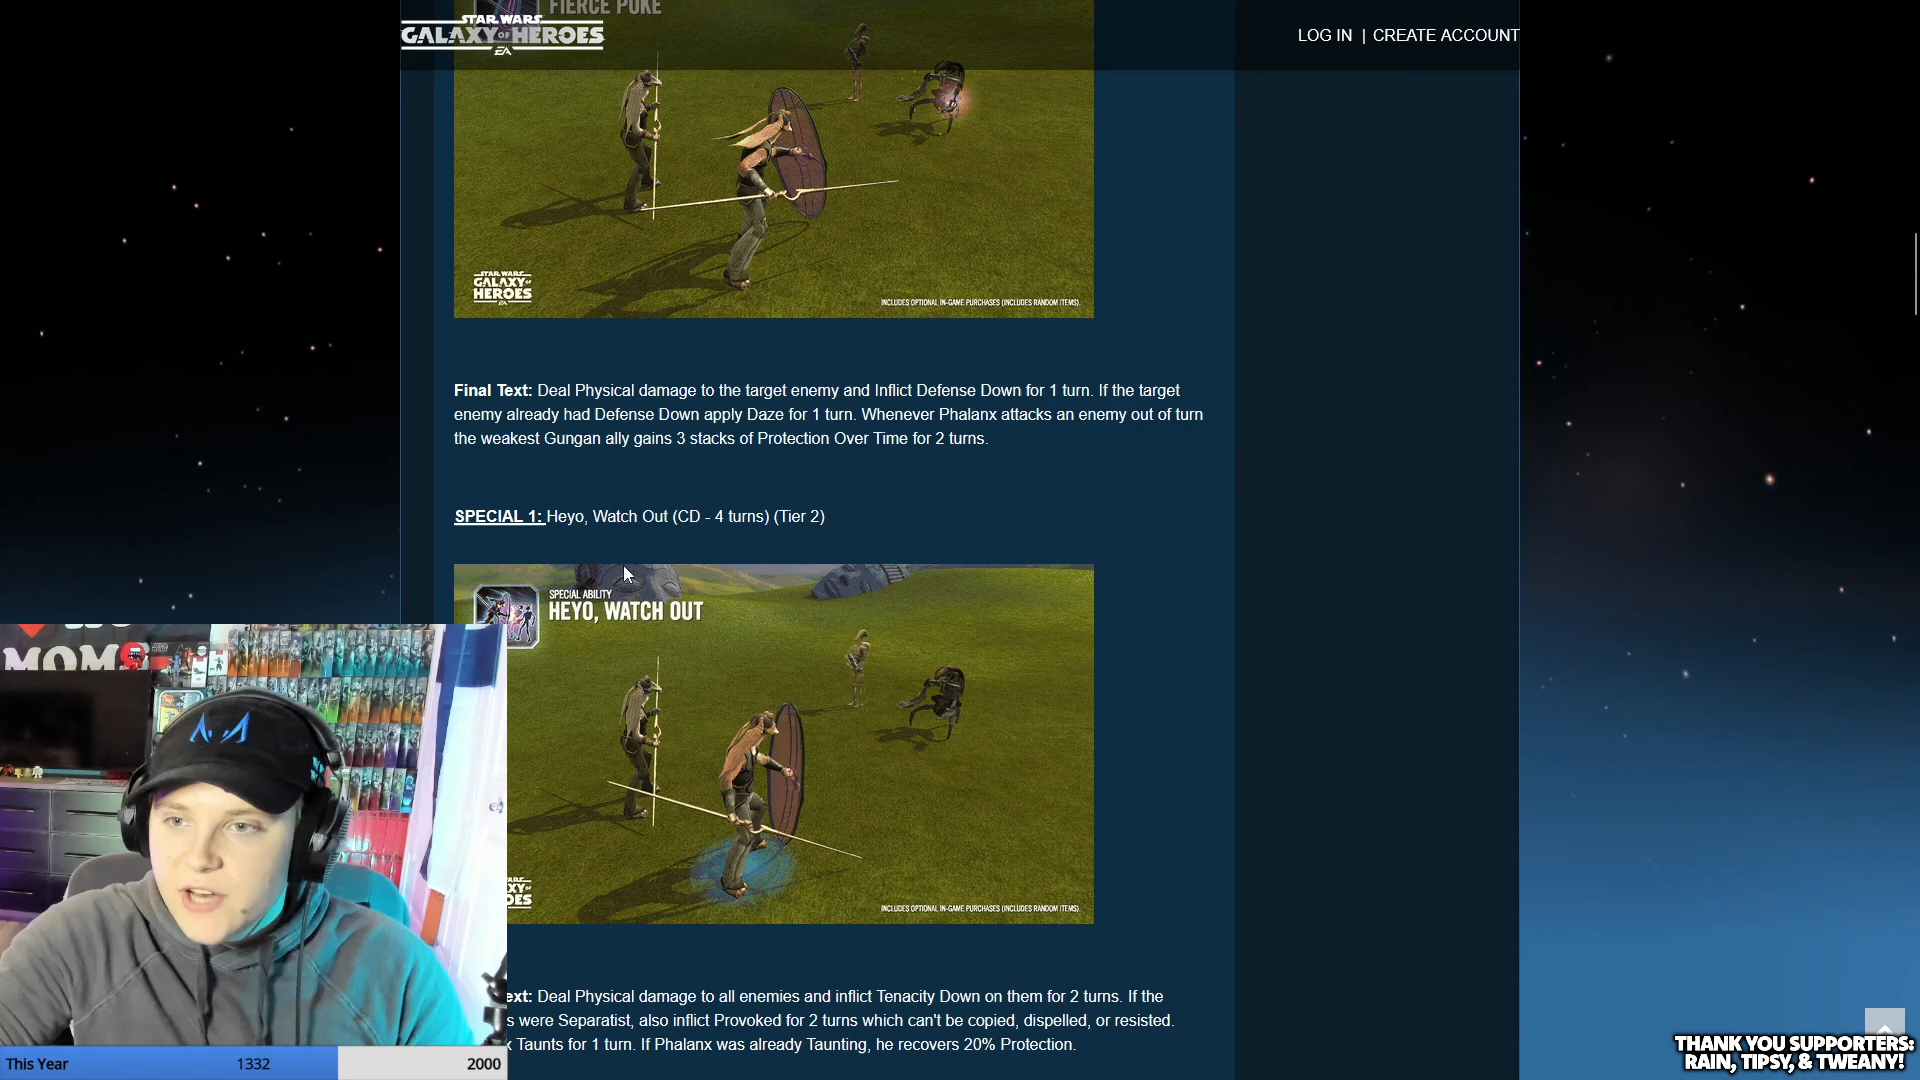 FIERCE POKE
STAR WARS
GALAXY OF HEROES
EA
LOG IN | CREATE ACCOUNT
STAR WARS
GALAXY OF
HEROES
EA
INCLUDES OPTIONAL IN-GAME PURCHASES (INCLUDES RANDOM ITEMS).
Final Text: Deal Physical damage to the target enemy and Inflict Defense Down for 1 turn. If the target
enemy already had Defense Down apply Daze for 1 turn. Whenever Phalanx attacks an enemy out of turn
the weakest Gungan ally gains 3 stacks of Protection Over Time for 2 turns.
SPECIAL 1: Heyo, Watch Out (CD - 4 turns) (Tier 2)
SPECIAL ABILITY
HEYO, WATCH OUT
INCLUDES OPTIONAL IN-GAME PURCHASES (INCLUDES RANDOM ITEMS).
MOM
ext: Deal Physical damage to all enemies and inflict Tenacity Down on them for 2 turns. If the
s were Separatist, also inflict Provoked for 2 turns which can't be copied, dispelled, or resisted.
x Taunts for 1 turn. If Phalanx was already Taunting, he recovers 20% Protection.
This Year 1332 2000
THANK YOU SUPPORTERS:
RAIN, TIPSY, & TWEANY!